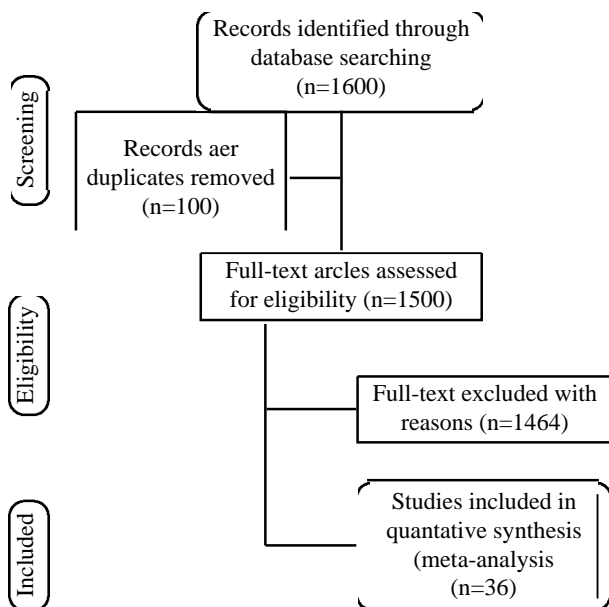 Records identified through
database searching
(n=1600)
Screening
Records aer
duplicates removed
(n=100)
Full-text arcles assessed
for eligibility (n=1500)
Eligibility
Full-text excluded with
reasons (n=1464)
Studies included in
quantative synthesis
(meta-analysis
(n=36)
Included